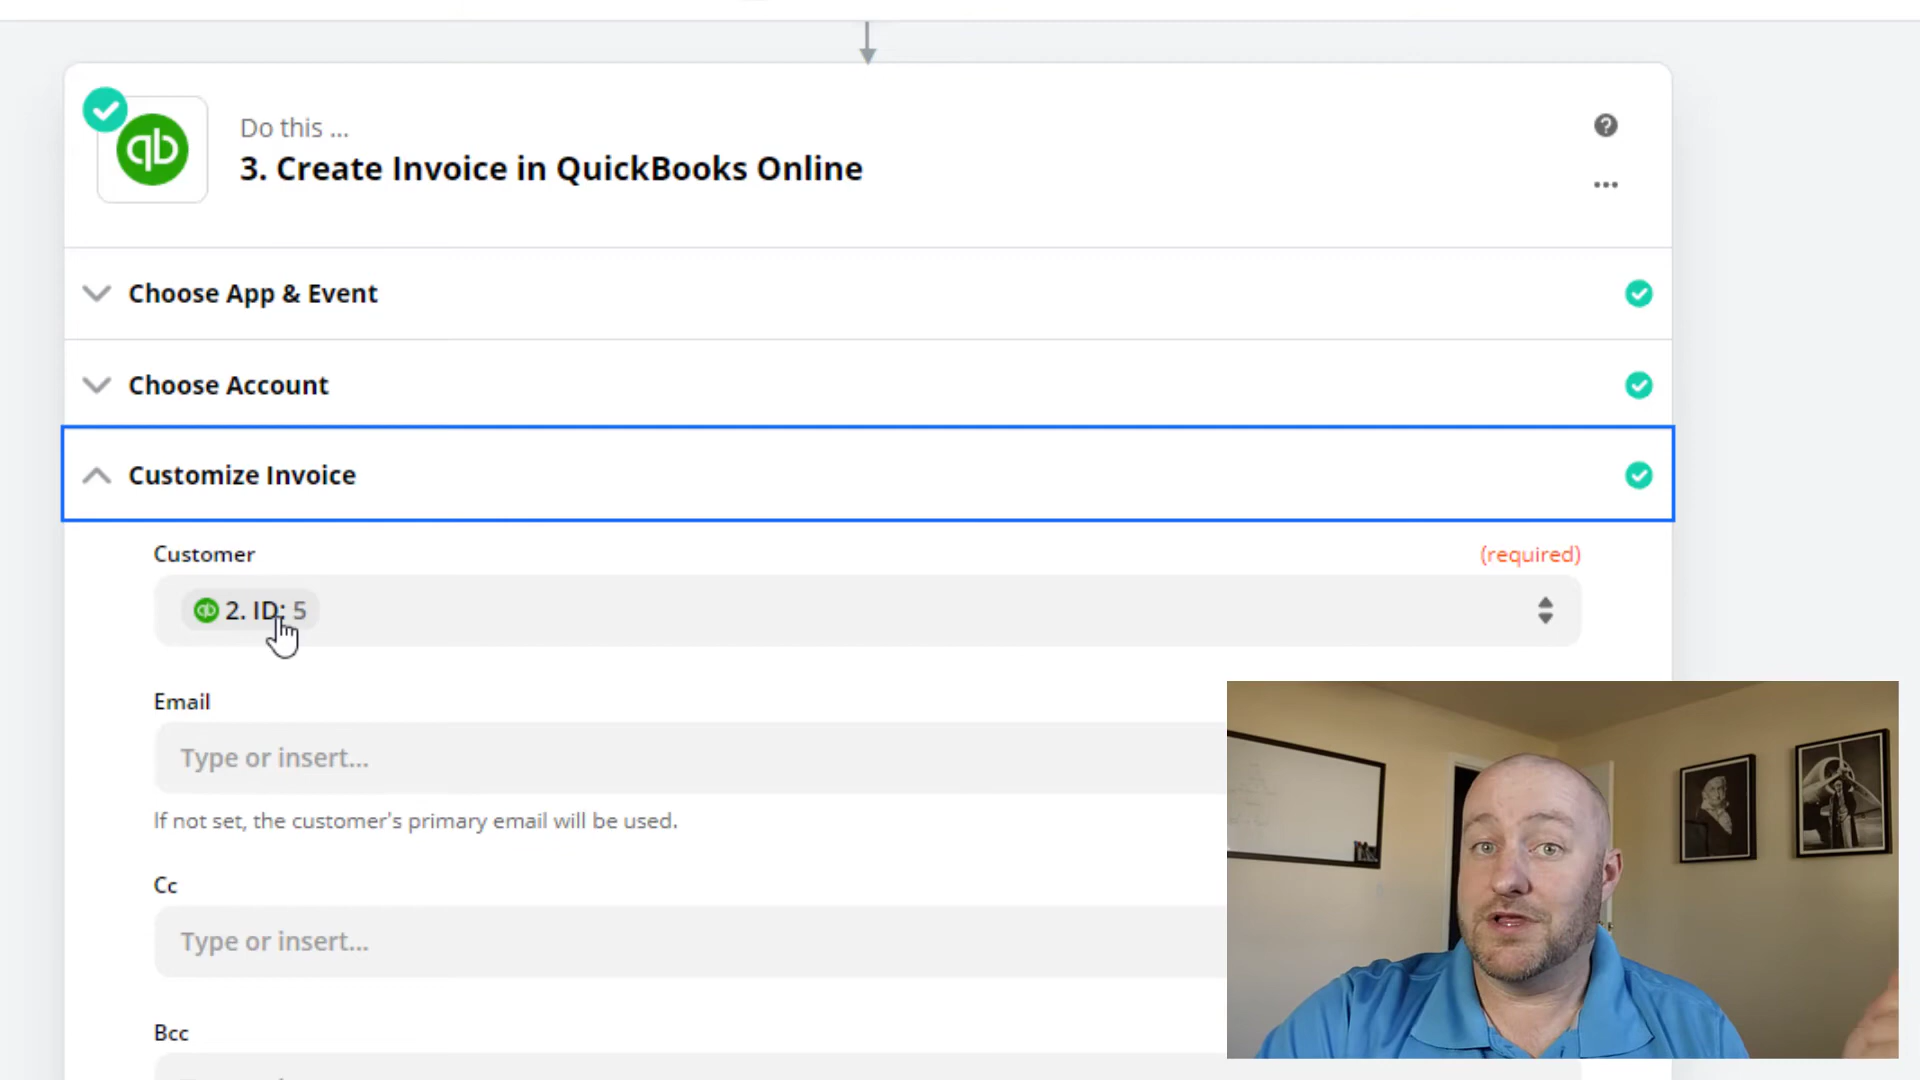 Do this ...
qb
3. Create Invoice in QuickBooks Online
Choose App & Event
Choose Account
Customize Invoice
Customer
(required)
qb 2. ID: 5
Email
Type or insert...
If not set, the customer's primary email will be used.
Cc
Type or insert...
Bcc